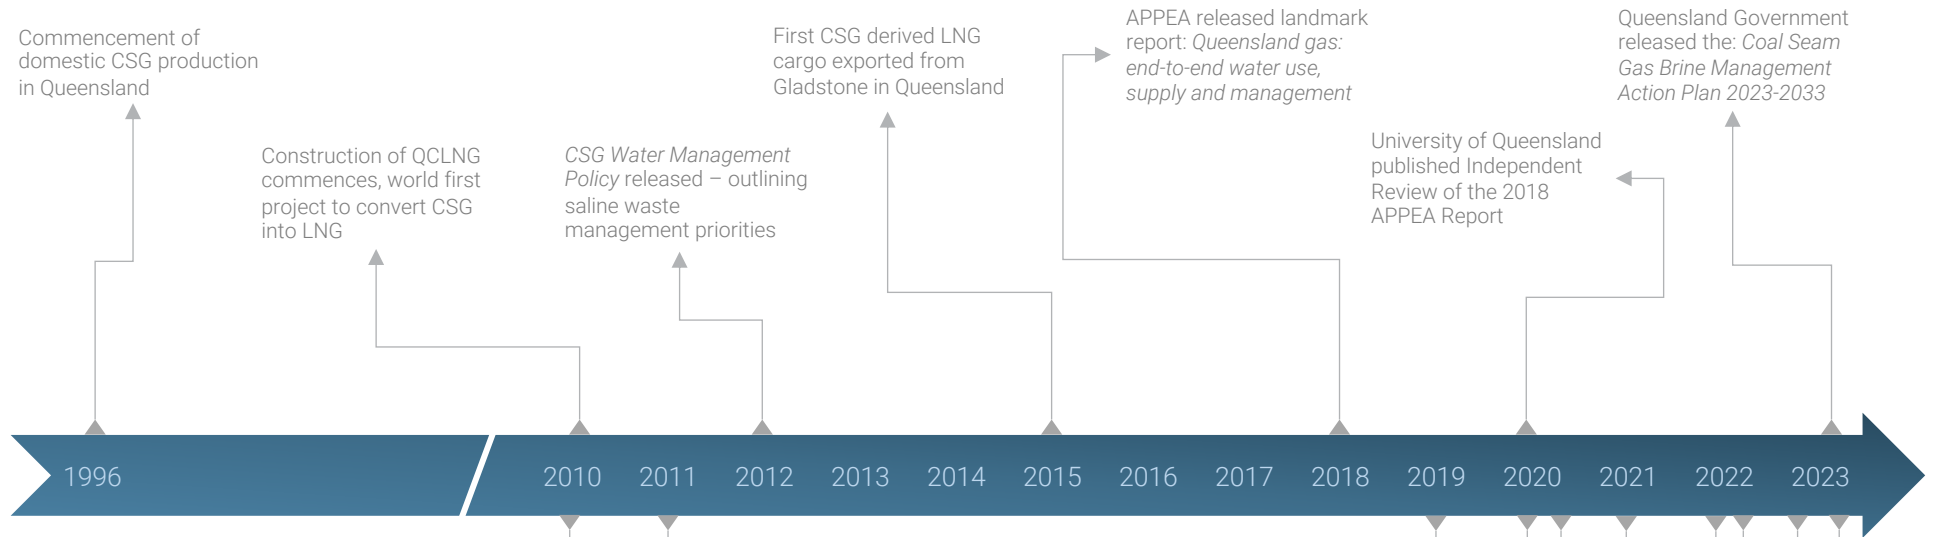 Commencement of
domestic CSG production
in Queensland
Construction of QCLNG
commences, world first
project to convert CSG
into LNG
CSG Water Management
Policy released – outlining
saline waste
management priorities
First CSG derived LNG
cargo exported from
Gladstone in Queensland
APPEA released landmark
report: Queensland gas:
end-to-end water use,
supply and management
University of Queensland
published Independent
Review of the 2018
APPEA Report
Queensland Government
released the: Coal Seam
Gas Brine Management
Action Plan 2023-2033
1996 2010 2011 2012 2013 2014 2015 2016 2017 2018 2019 2020 2021 2022 2023